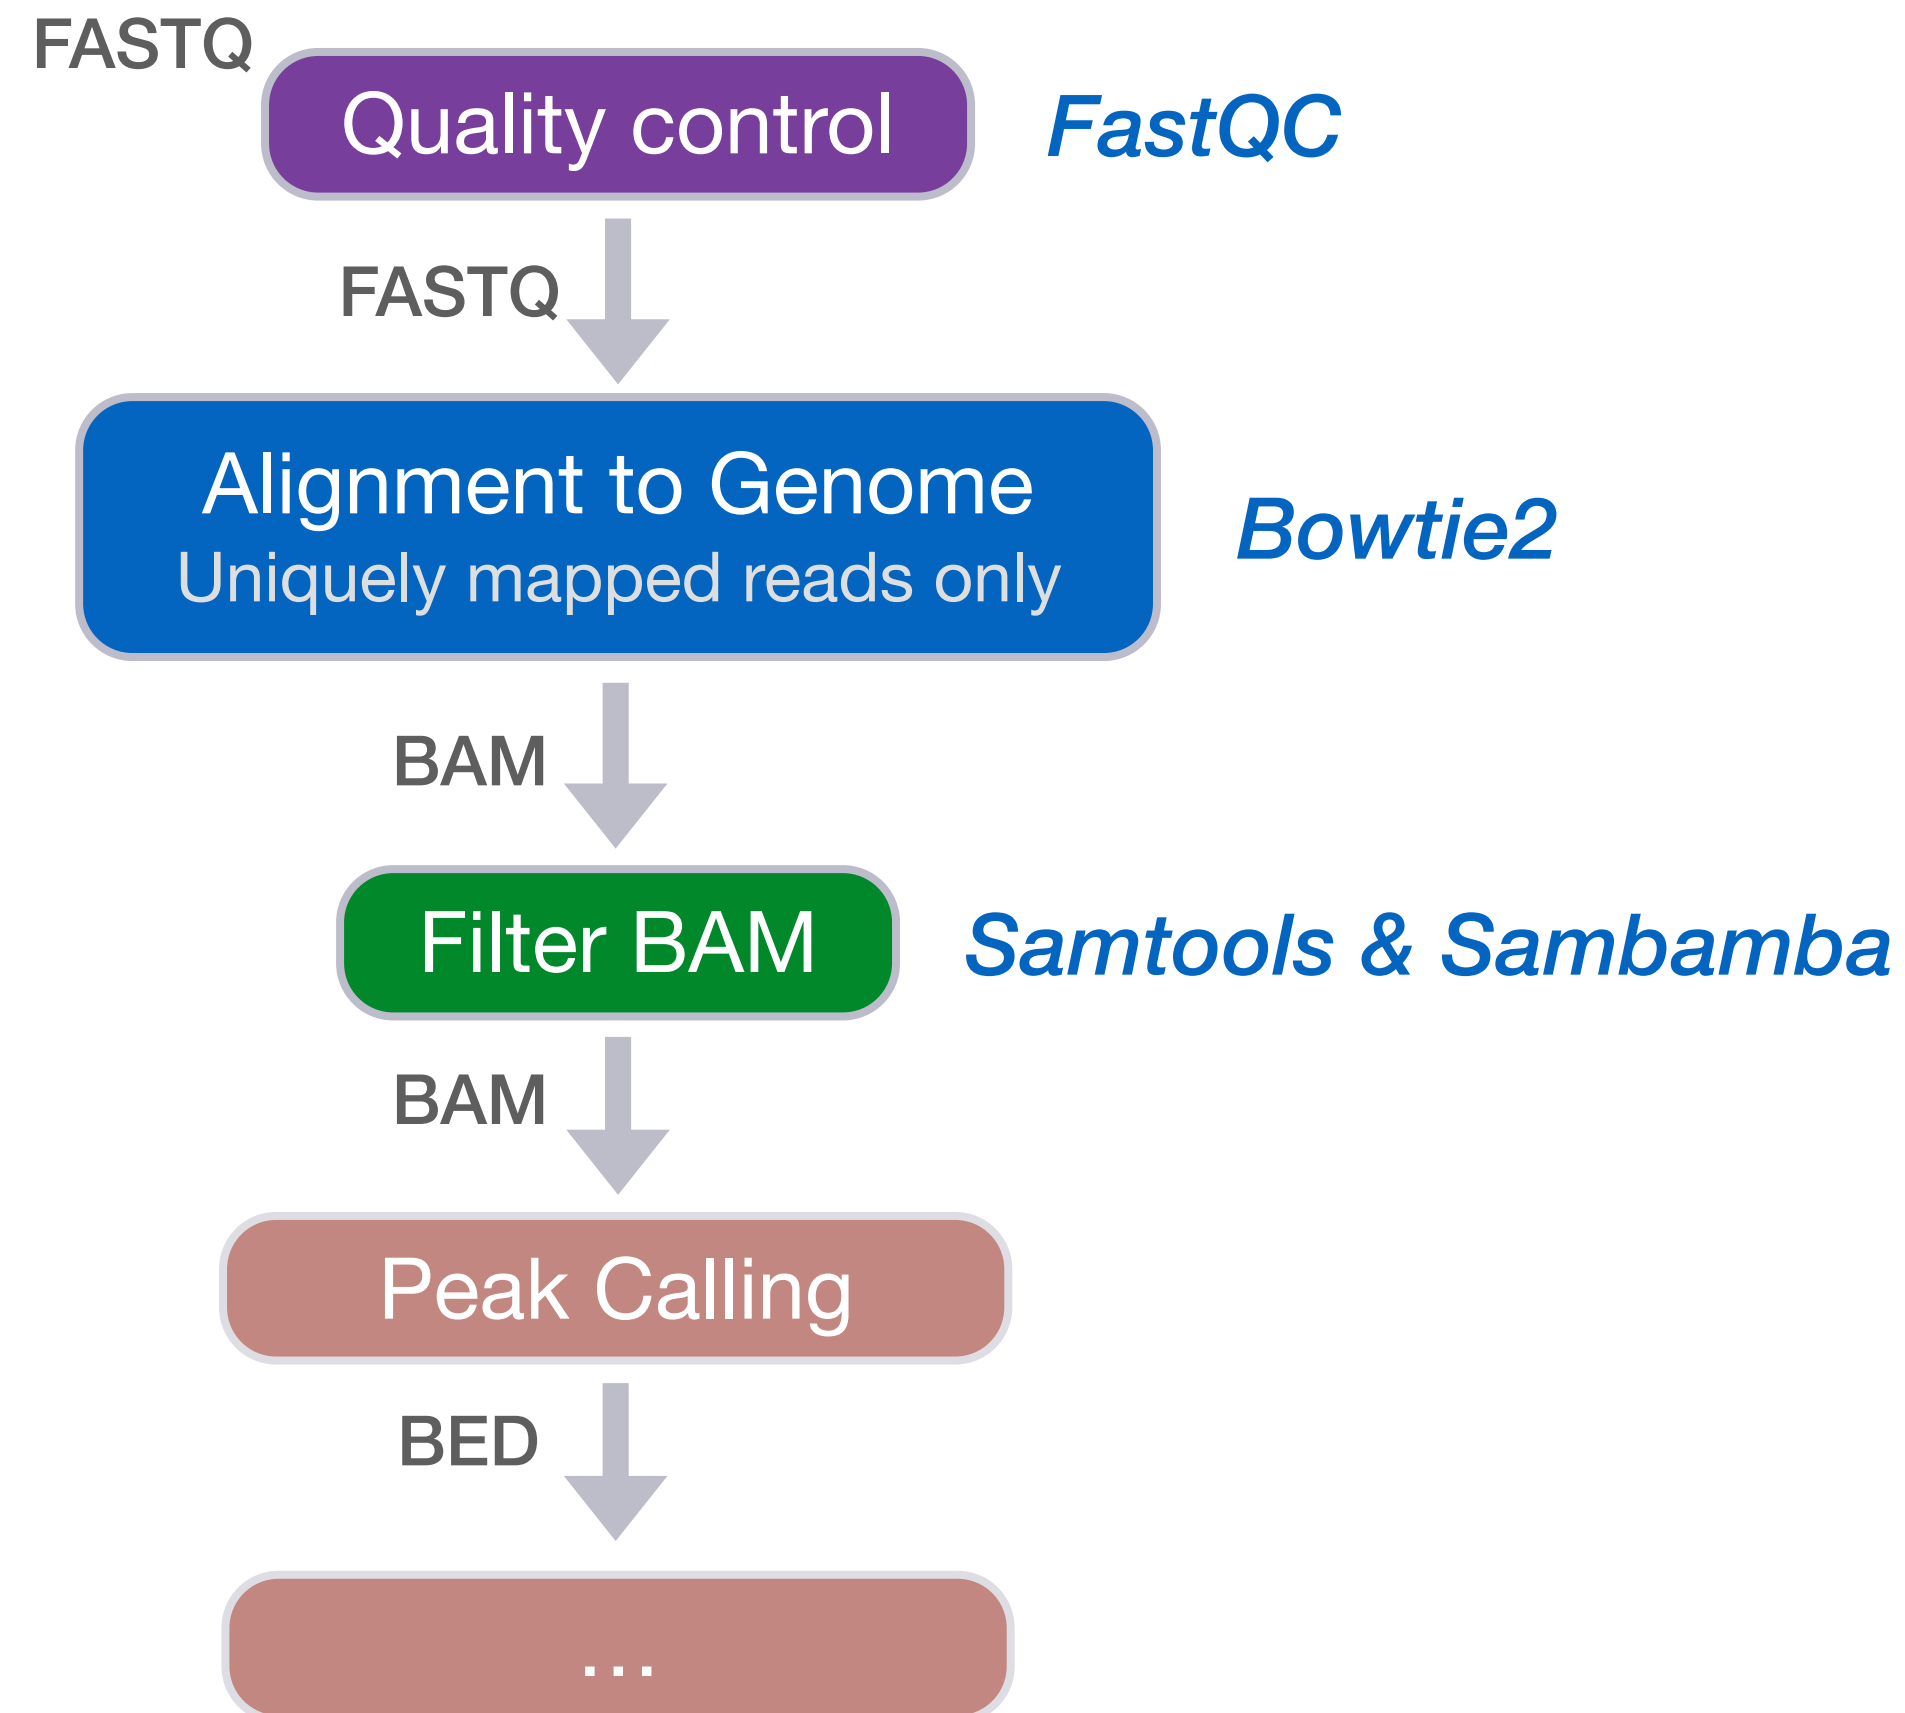 FASTQ
Quality control
FastQC
FASTQ
Alignment to Genome
Uniquely mapped reads only
Bowtie2
BAM
Filter BAM
Samtools & Sambamba
BAM
Peak Calling
BED
...